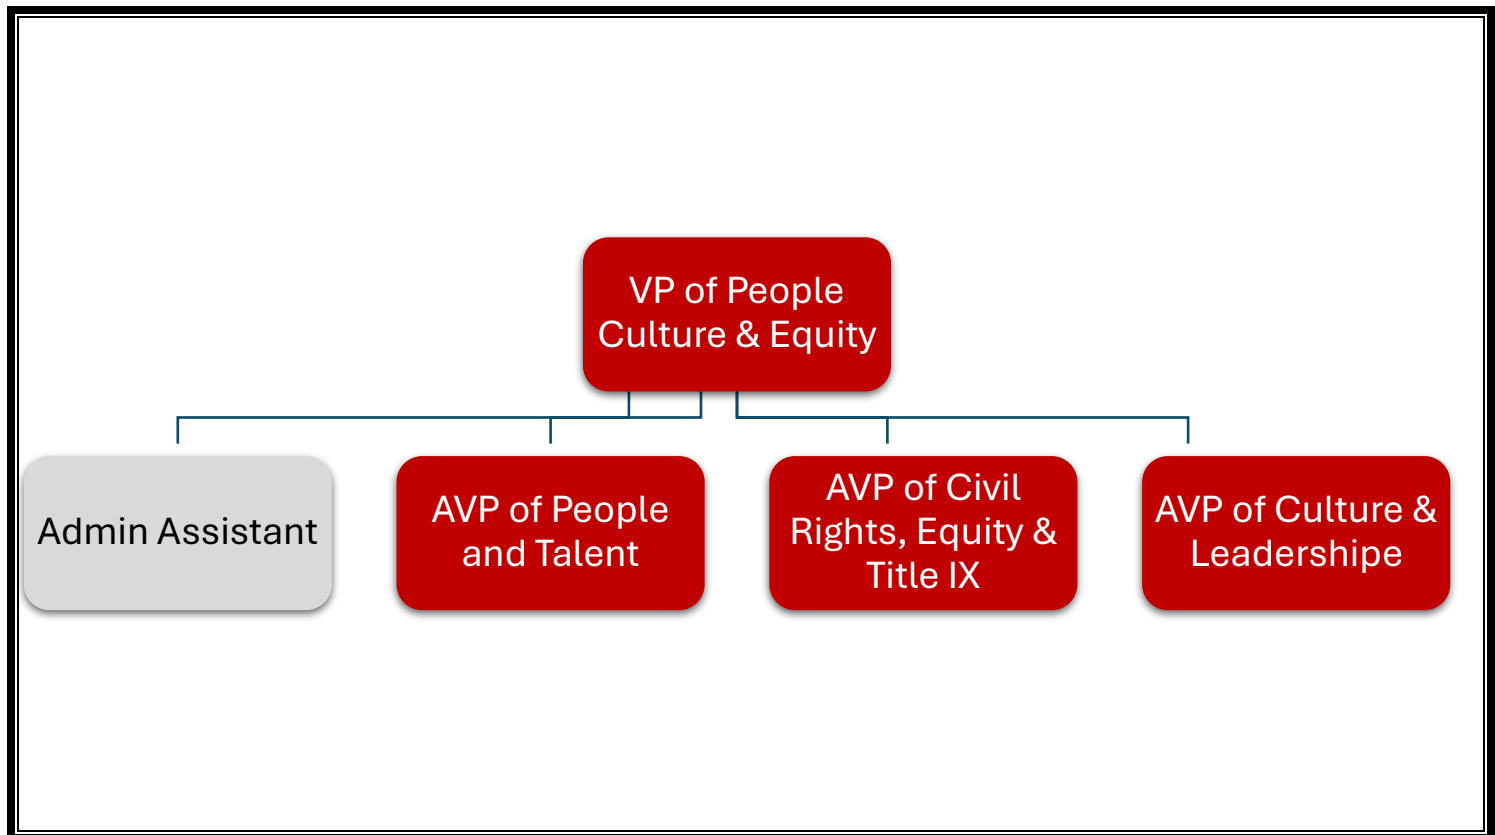 VP of People
Culture & Equity
Admin Assistant
AVP of People
and Talent
AVP of Civil
Rights, Equity &
Title IX
AVP of Culture &
Leadershipe